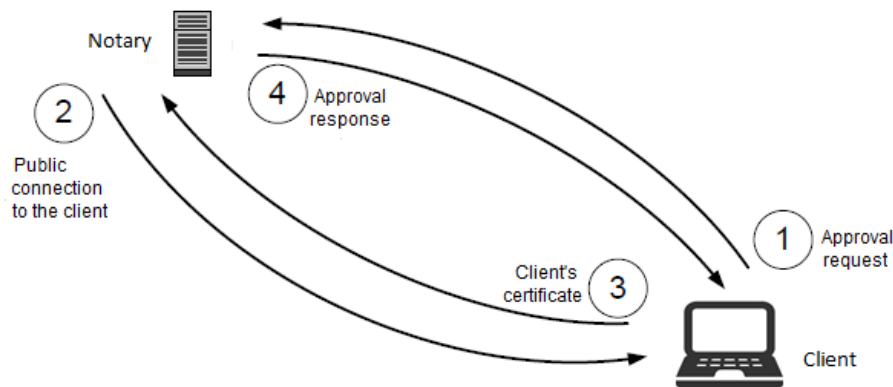 Notary
4
Approval
response
2
Public
connection
to the client
1
Approval
request
Client's
certificate
3
Client